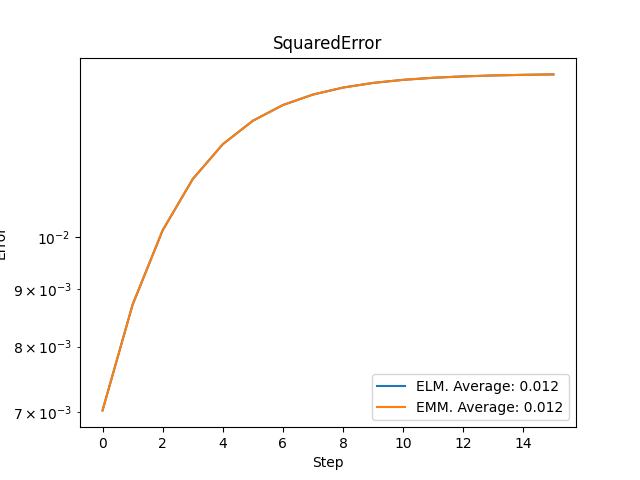 SquaredError
Error
10⁻²
9 × 10⁻³
8 × 10⁻³
7 × 10⁻³
0 2 4 6 8 10 12 14
Step
ELM. Average: 0.012
EMM. Average: 0.012